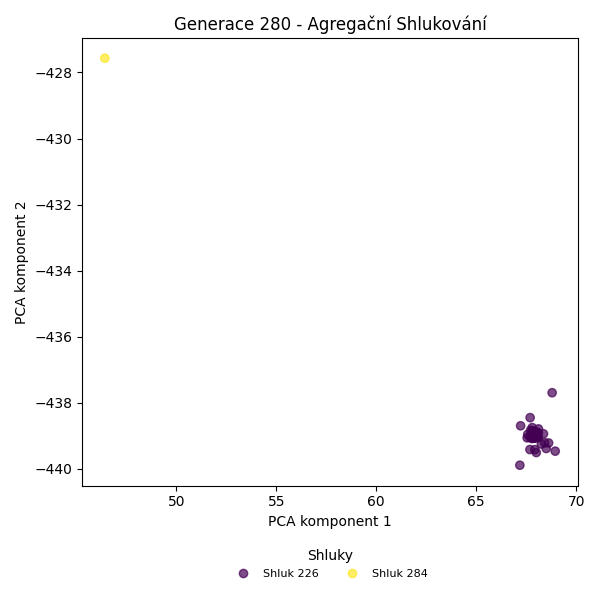 Generace 280 - Agregační Shlukování
−428
−430
−432
−434
−436
−438
−440
PCA komponent 2
50 55 60 65 70
PCA komponent 1
Shluky
Shluk 226 Shluk 284